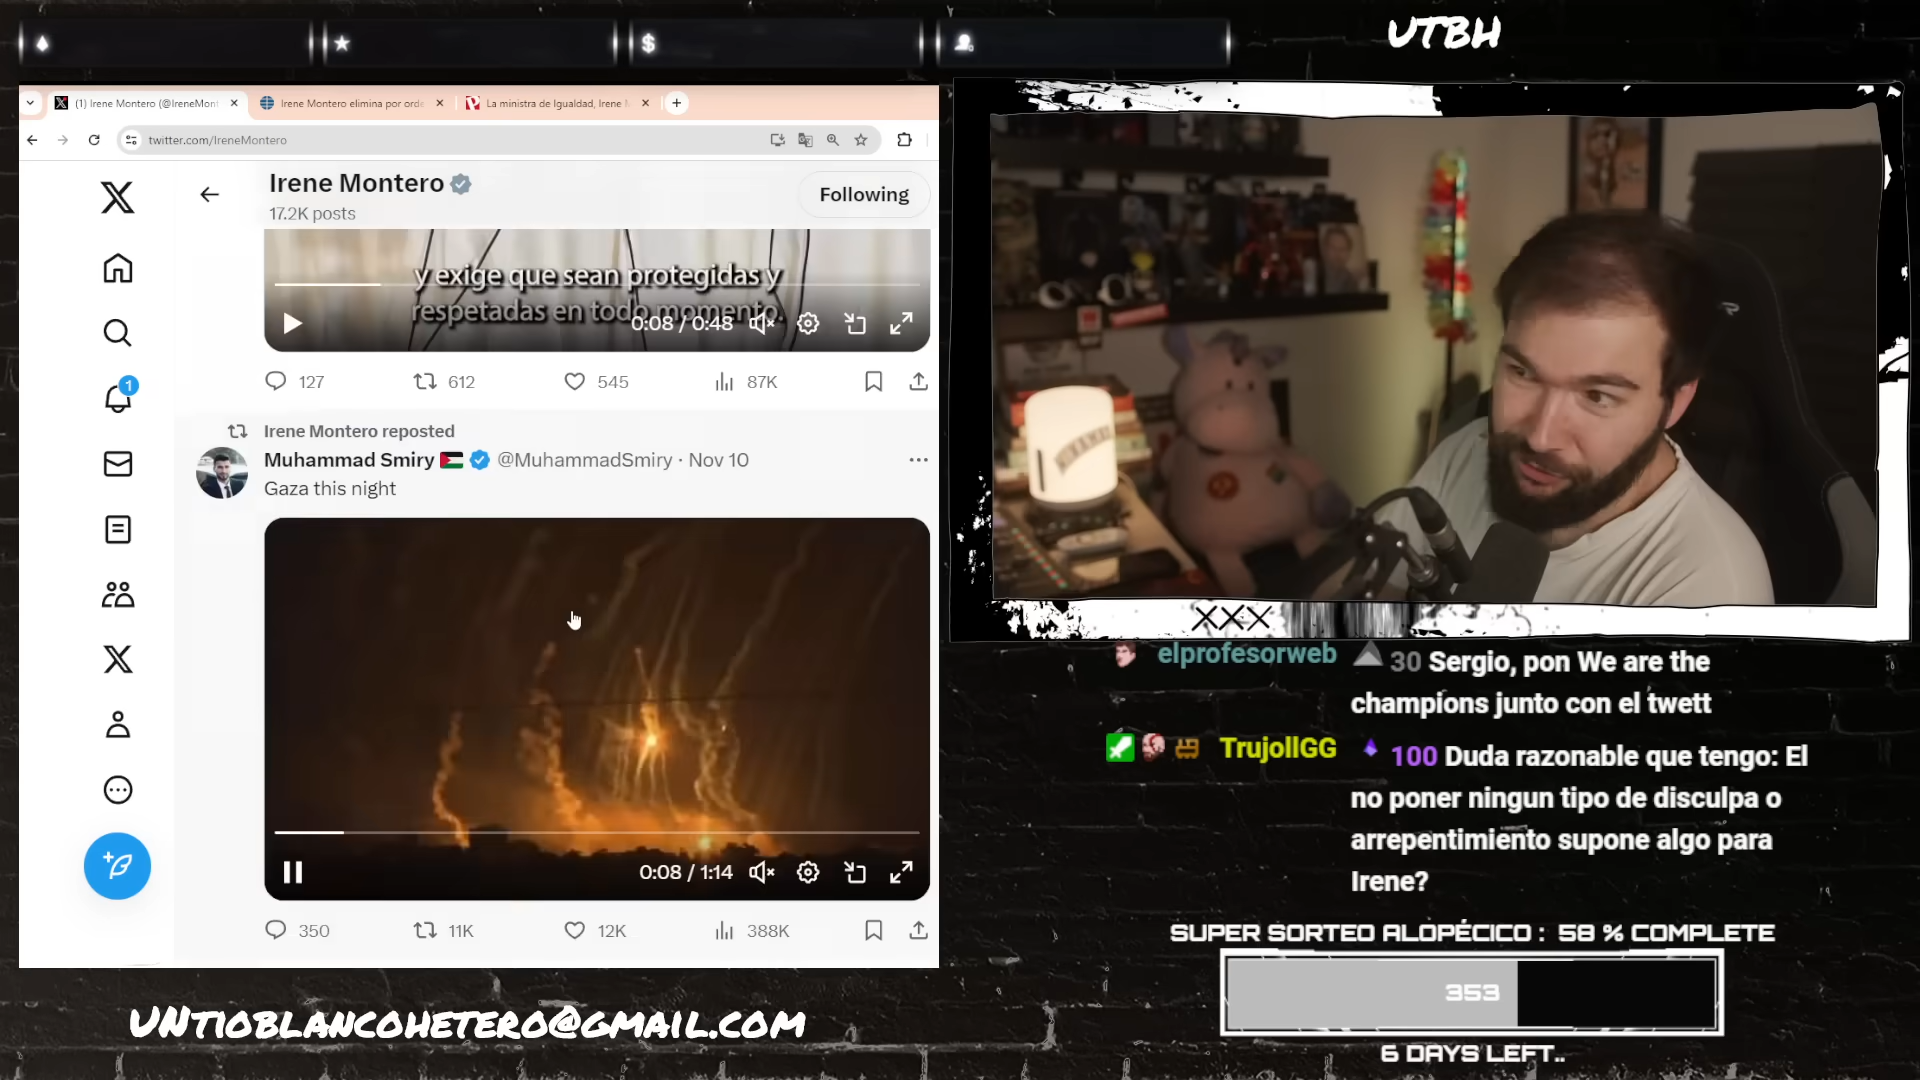 UTBH
(1) Irene Montero (@IreneMont
Irene Montero elimina por orde
La ministra de Igualdad, Irene M
twitter.com/IreneMontero
Irene Montero
17.2K posts
Following
y exige que sean protegidas y
respetadas en todo momento.
0:08 / 0:48
127
612
545
87K
1
Irene Montero reposted
Muhammad Smiry @MuhammadSmiry · Nov 10
Gaza this night
0:08 / 1:14
350
11K
12K
388K
XXX
elprofesorweb 30 Sergio, pon We are the
champions junto con el twett
TrujollGG 100 Duda razonable que tengo: El
no poner ningun tipo de disculpa o
arrepentimiento supone algo para
Irene?
SUPER SORTEO ALOPÉCICO : 58 % COMPLETE
353
6 DAYS LEFT..
UNTIOBLANCOHETERO@GMAIL.COM